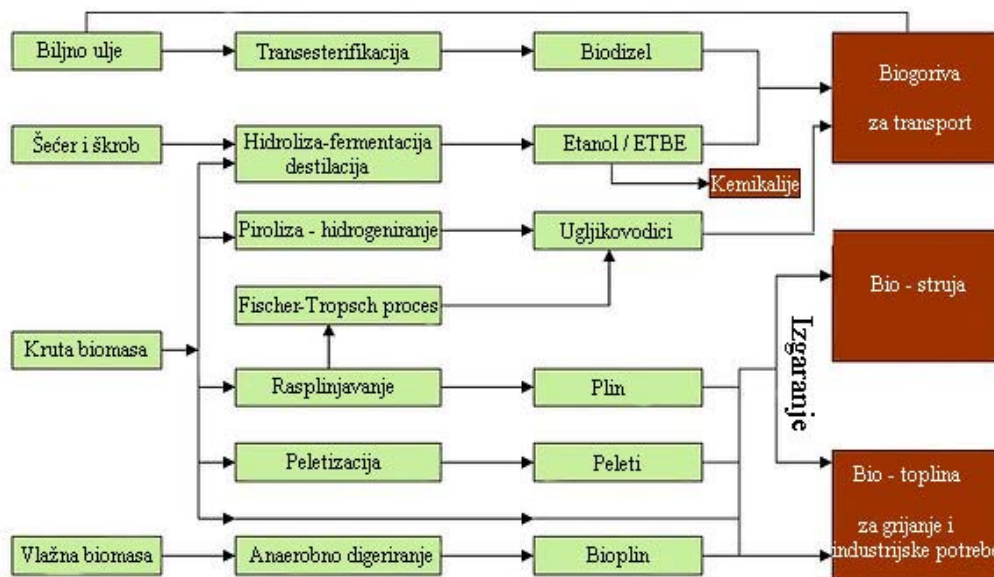 Biljno ulje
Transesterifikacija
Biodizel
Biogoriva
za transport
Šećer i škrob
Hidroliza-fermentacija
destilacija
Etanol / ETBE
Kemikalije
Piroliza - hidrogeniranje
Ugljikovodici
Bio - struja
Fischer-Tropsch proces
Izgaranje
Kruta biomasa
Rasplinjavanje
Plin
Peletizacija
Peleti
Bio - toplina
za grijanje i
industrijske potrebe
Vlažna biomasa
Anaerobno digeriranje
Bioplin